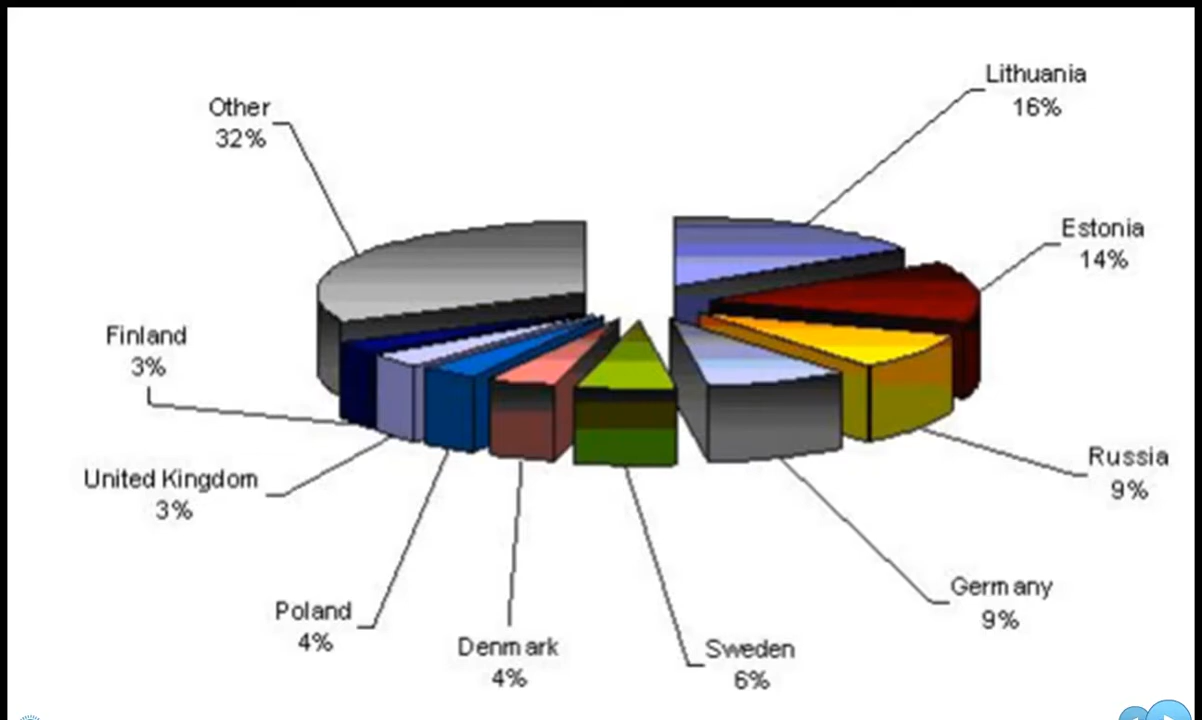 Lithuania
16%
Estonia
14%
Russia
9%
Germany
9%
Sweden
6%
Denmark
4%
Poland
4%
United Kingdom
3%
Finland
3%
Other
32%